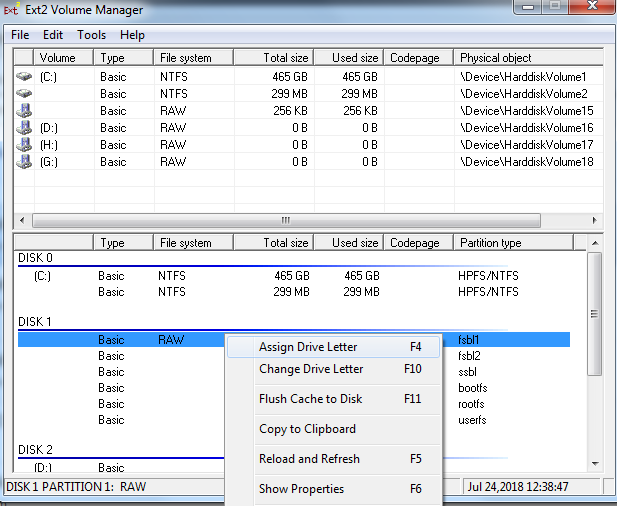 Ext2 Ext2 Volume Manager
File Edit Tools Help
Volume Type File system Total size Used size Codepage Physical object
(C:) Basic NTFS 465 GB 465 GB \Device\HarddiskVolume1
Basic NTFS 299 MB 299 MB \Device\HarddiskVolume2
Basic RAW 256 KB 256 KB \Device\HarddiskVolume15
(D:) Basic RAW 0 B 0 B \Device\HarddiskVolume16
(H:) Basic RAW 0 B 0 B \Device\HarddiskVolume17
(G:) Basic RAW 0 B 0 B \Device\HarddiskVolume18
Type File system Total size Used size Codepage Partition type
DISK 0
(C:) Basic NTFS 465 GB 465 GB HPFS/NTFS
Basic NTFS 299 MB 299 MB HPFS/NTFS
DISK 1
Basic RAW fsbl1
Basic fsbl2
Basic ssbl
Basic bootfs
Basic rootfs
Basic userfs
DISK 2
(D:) Basic
Assign Drive Letter F4
Change Drive Letter F10
Flush Cache to Disk F11
Copy to Clipboard
Reload and Refresh F5
Show Properties F6
DISK 1 PARTITION 1: RAW Jul 24,2018 12:38:47